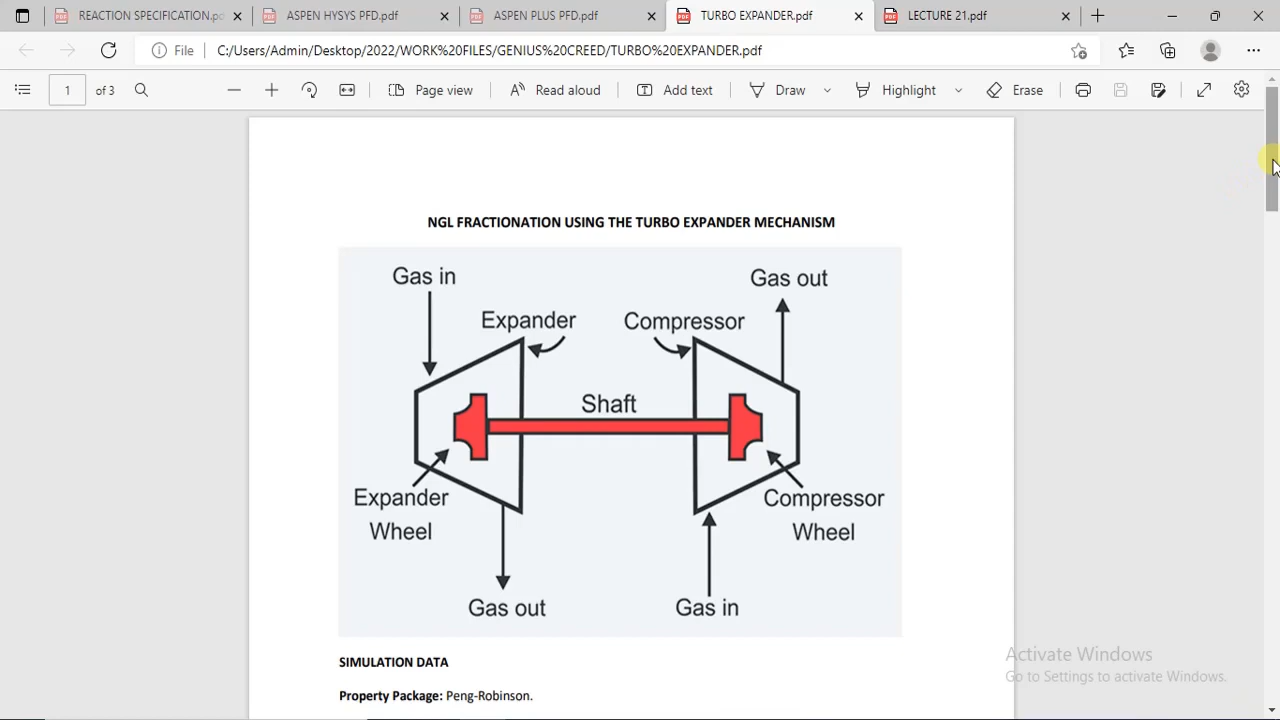 REACTION SPECIFICATION.pd
ASPEN HYSYS PFD.pdf
ASPEN PLUS PFD.pdf
TURBO EXPANDER.pdf
LECTURE 21.pdf
File
C:/Users/Admin/Desktop/2022/WORK%20FILES/GENIUS%20CREED/TURBO%20EXPANDER.pdf
1 of 3
Page view
Read aloud
Add text
Draw
Highlight
Erase
NGL FRACTIONATION USING THE TURBO EXPANDER MECHANISM
Gas in
Gas out
Expander
Compressor
Shaft
Expander
Wheel
Compressor
Wheel
Gas out
Gas in
SIMULATION DATA
Property Package: Peng-Robinson.
Activate Windows
Go to Settings to activate Windows.